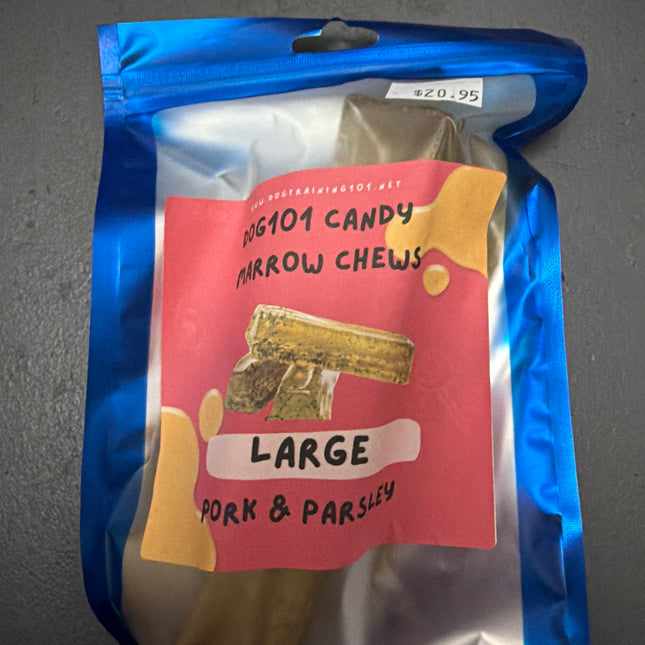 $20.95
WWW.DOGTRAINING101.NET
DOG101 CANDY
MARROW CHEWS
LARGE
PORK & PARSLEY